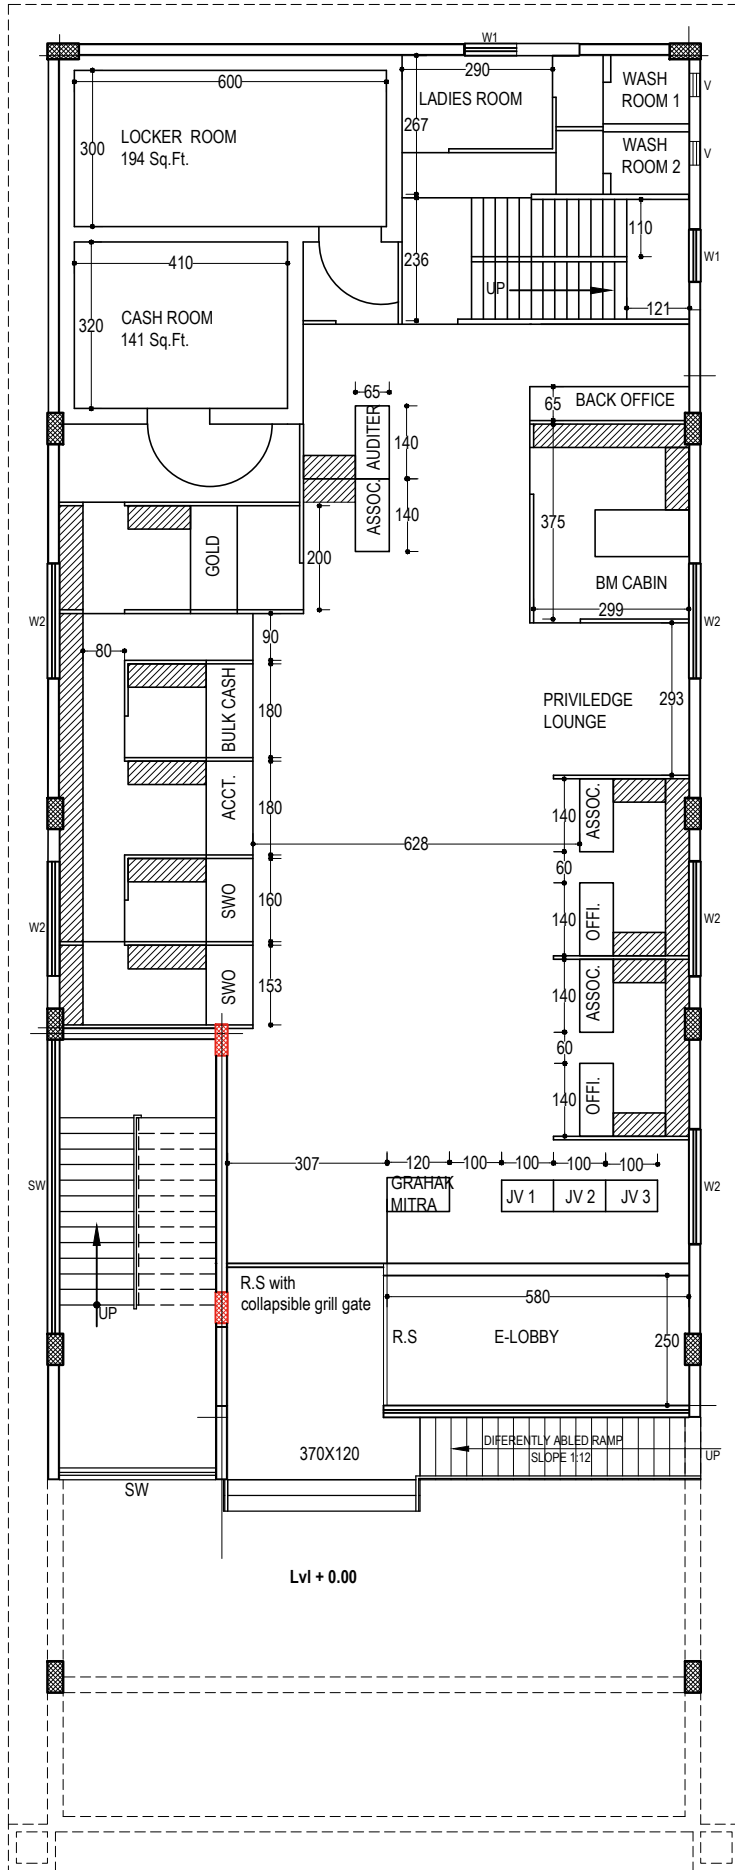 W1
600
290
LADIES ROOM
WASH
ROOM 1
V
LOCKER ROOM
194 Sq.Ft.
300
267
WASH
ROOM 2
V
110
236
W1
410
UP
121
CASH ROOM
141 Sq.Ft.
320
65
BACK OFFICE
65
AUDITER
140
ASSOC.
140
375
GOLD
200
BM CABIN
299
W2
W2
90
80
BULK CASH
180
PRIVILEDGE
LOUNGE
293
ACCT.
180
ASSOC.
140
628
60
SWO
160
OFFI.
140
W2
W2
SWO
153
ASSOC.
140
60
OFFI.
140
307
120
100
100
100
100
SW
GRAHAK
MITRA
JV 1
JV 2
JV 3
W2
R.S with
collapsible grill gate
580
UP
R.S
E-LOBBY
250
370X120
DIFERENTLY ABLED RAMP
SLOPE 1:12
UP
SW
Lvl + 0.00